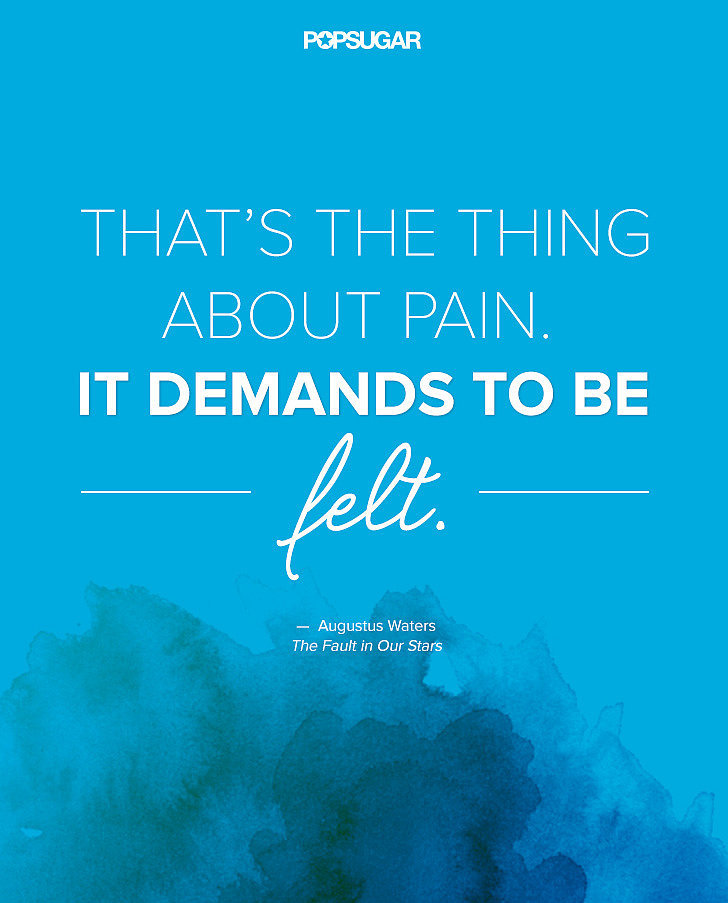 POPSUGAR
THAT’S THE THING
ABOUT PAIN.
IT DEMANDS TO BE
felt.
— Augustus Waters
The Fault in Our Stars